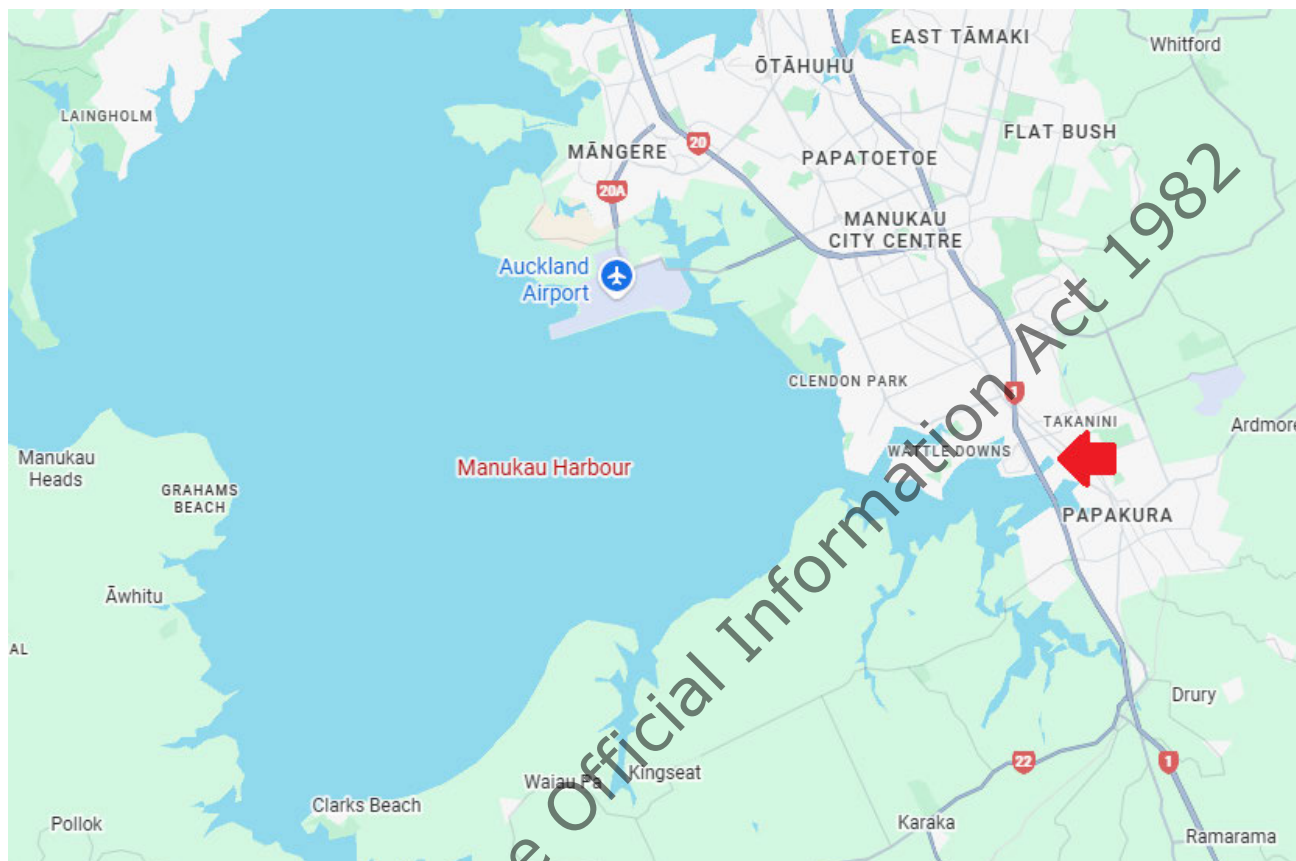 EAST TĀMAKI
Whitford
ŌTĀHUHU
LAINGHOLM
FLAT BUSH
20
MĀNGERE
PAPATOETOE
20A
MANUKAU
CITY CENTRE
Auckland
Airport
CLENDON PARK
1
TAKANINI
Ardmore
WATTLE DOWNS
Manukau
Heads
Manukau Harbour
GRAHAMS
BEACH
PAPAKURA
Āwhitu
AL
Drury
22
1
Waiau Pa
Kingseat
Clarks Beach
Pollok
Karaka
Ramarama
e Official Information Act 1982